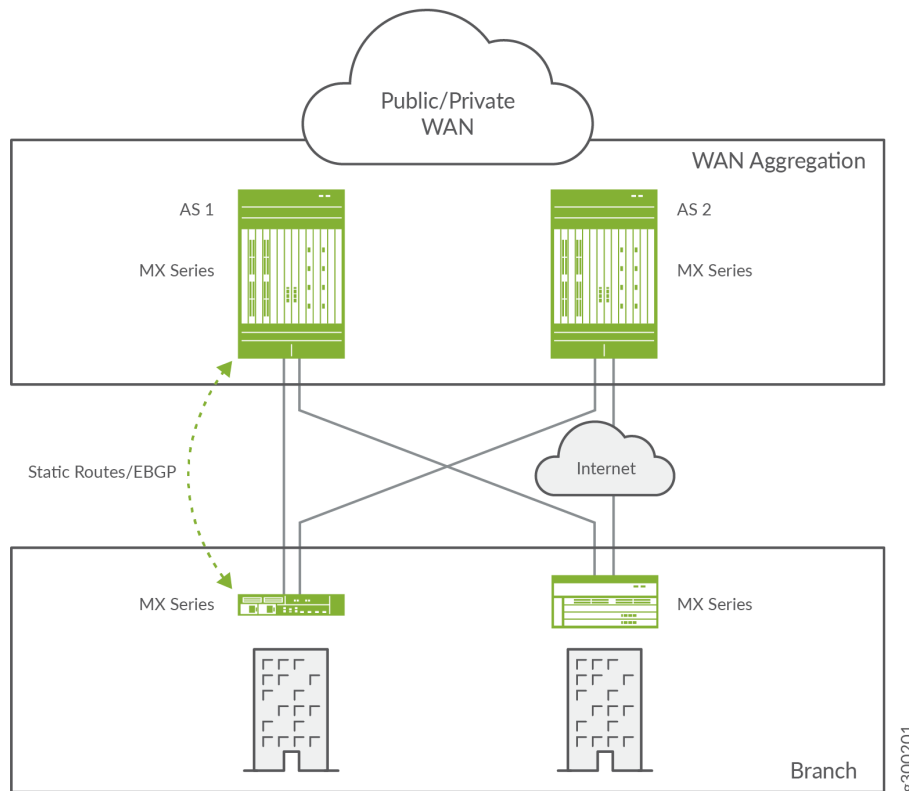 Public/Private
WAN
WAN Aggregation
AS 1
AS 2
MX Series
MX Series
Static Routes/EBGP
Internet
MX Series
MX Series
Branch
g300201